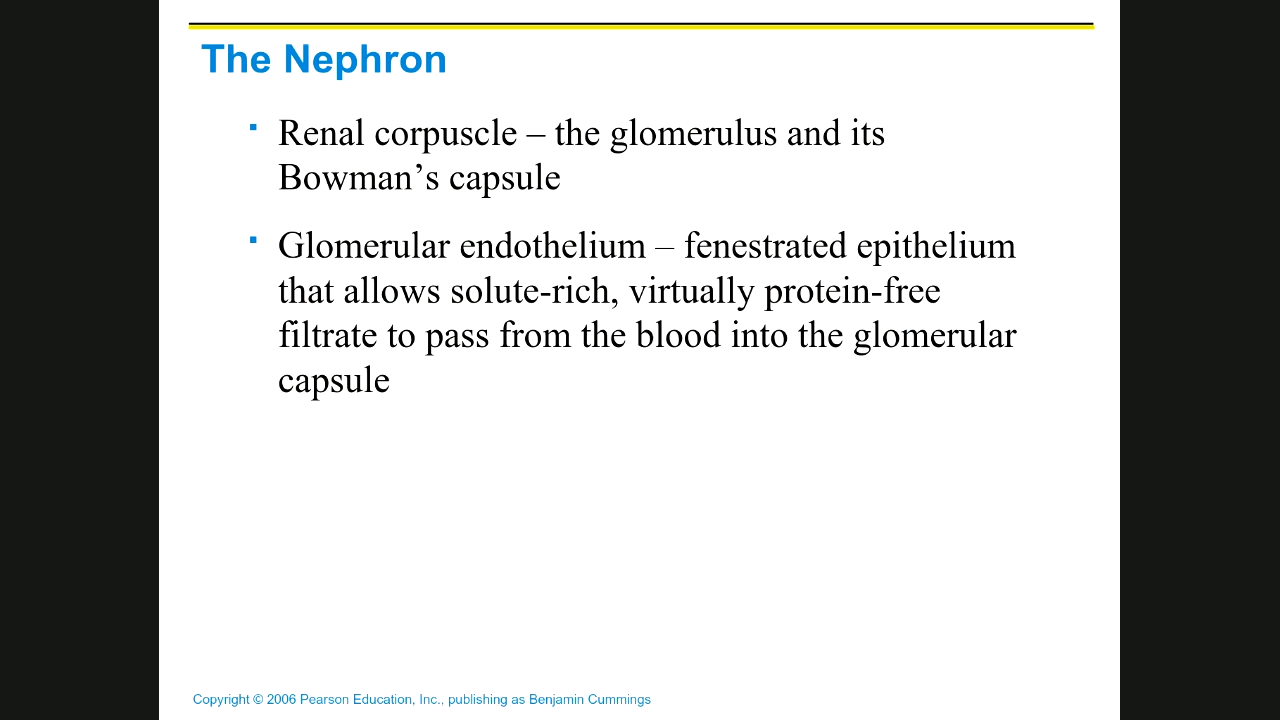 The Nephron
Renal corpuscle – the glomerulus and its
Bowman’s capsule
Glomerular endothelium – fenestrated epithelium
that allows solute-rich, virtually protein-free
filtrate to pass from the blood into the glomerular
capsule
Copyright © 2006 Pearson Education, Inc., publishing as Benjamin Cummings